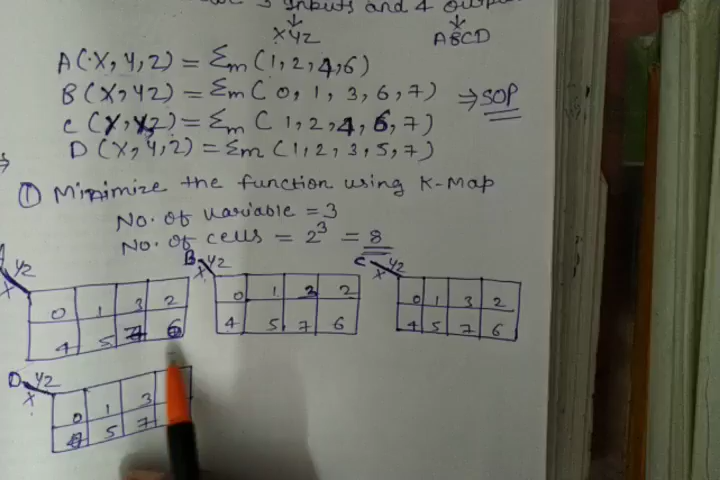 3 Inputs and 4 Outpu
XYZ ABCD
A(X, Y, Z) = Σm (1, 2, 4, 6)
B (X, YZ) = Σm ( 0, 1, 3, 6, 7) ⇒ SOP
C (X, YZ) = Σm ( 1, 2, 4, 6, 7)
D (X, Y, Z) = Σm (1, 2, 3, 5, 7)
① Minimize the function using K-Map
No. of variable = 3
No. of cells = 2³ = 8
YZ B YZ C YZ
X X X
0 1 3 2 0 1 3 2 0 1 3 2
4 5 7 6 4 5 7 6 4 5 7 6
D YZ
X
0 1 3
4 5 7